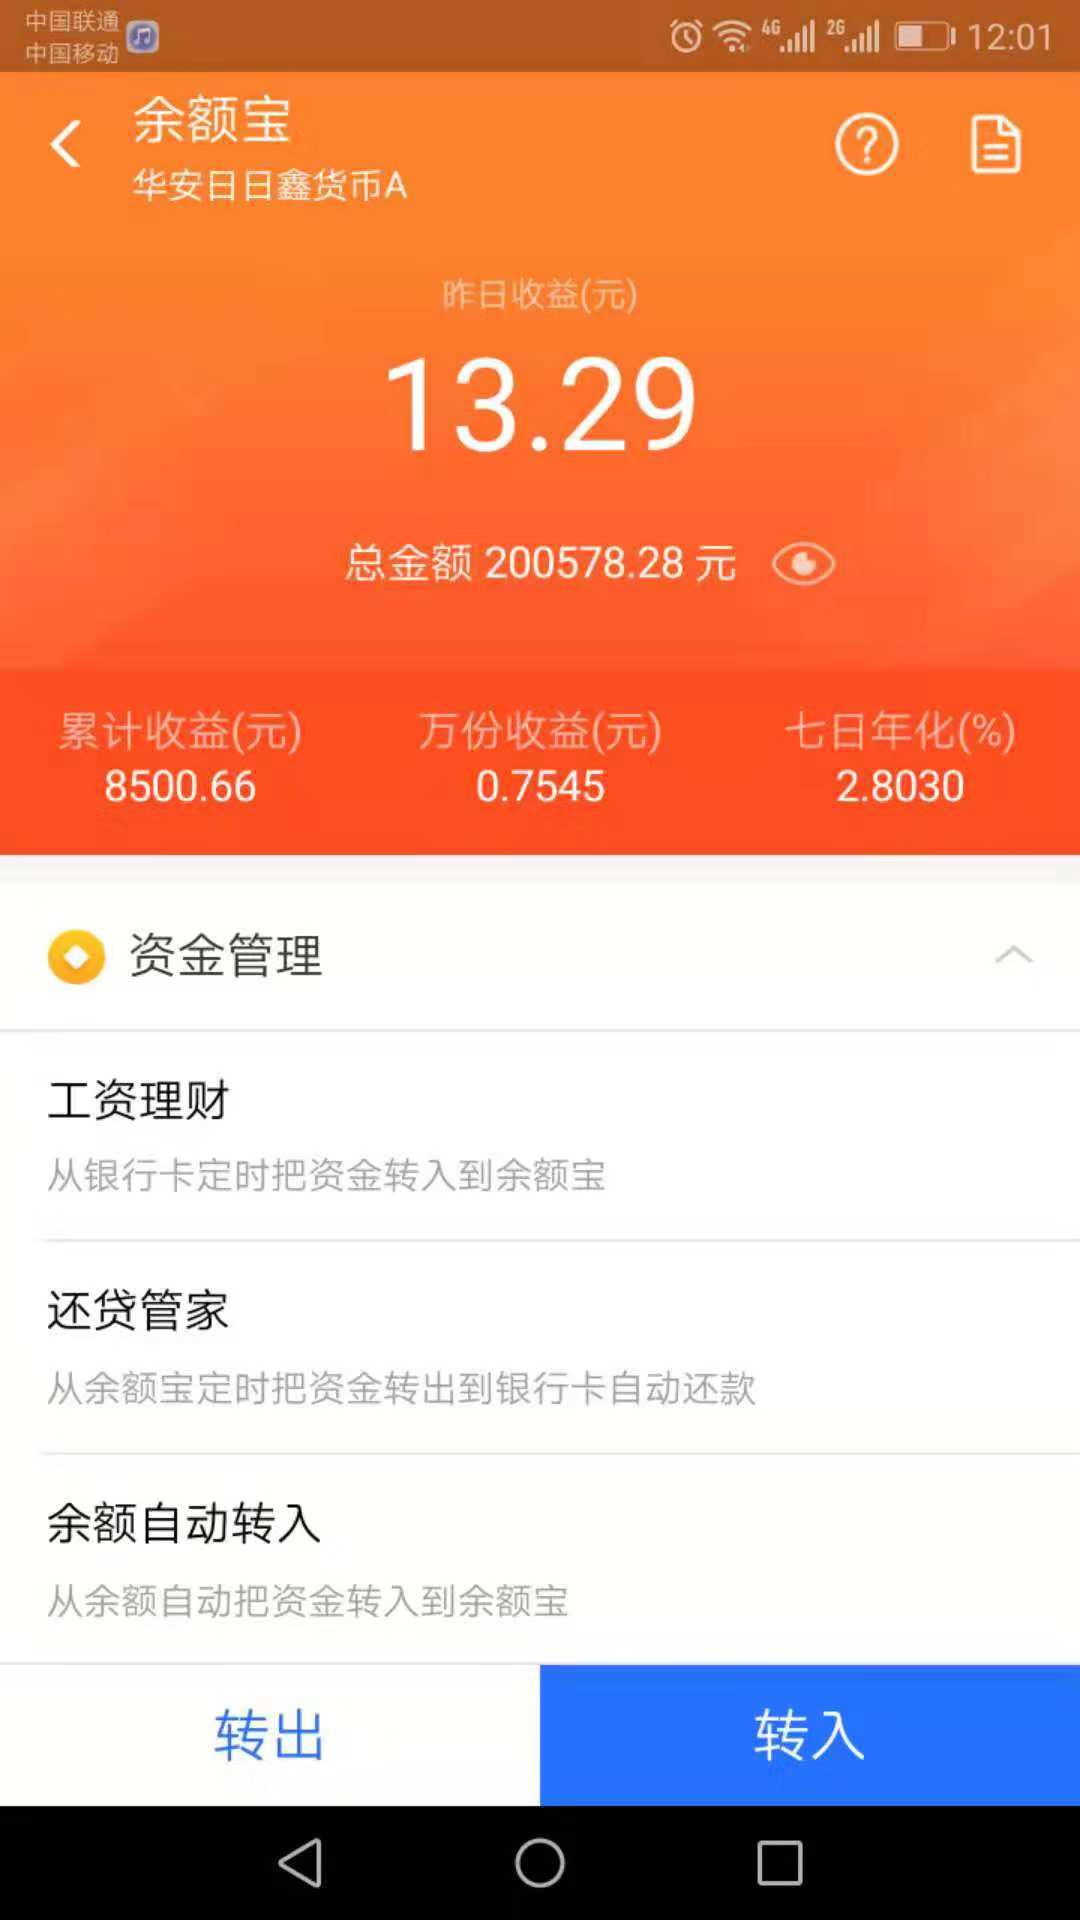 中国联通
中国移动
4G
2G
12:01
余额宝
华安日日鑫货币A
昨日收益(元)
13.29
总金额 200578.28 元
累计收益(元) 万份收益(元) 七日年化(%)
8500.66 0.7545 2.8030
资金管理
工资理财
从银行卡定时把资金转入到余额宝
还贷管家
从余额宝定时把资金转出到银行卡自动还款
余额自动转入
从余额自动把资金转入到余额宝
转出 转入